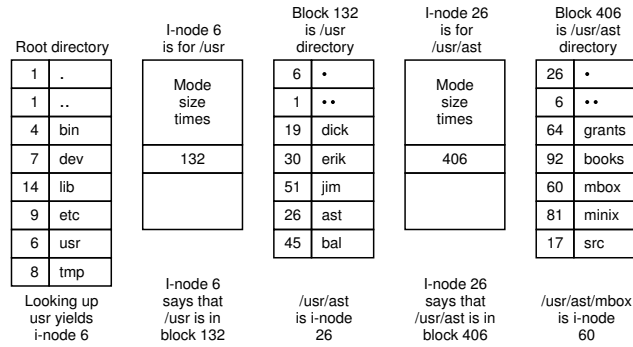 Root directory
1 .
1 ..
4 bin
7 dev
14 lib
9 etc
6 usr
8 tmp
Looking up
usr yields
i-node 6
I-node 6
is for /usr
Mode
size
times
132
I-node 6
says that
/usr is in
block 132
Block 132
is /usr
directory
6 •
1 ••
19 dick
30 erik
51 jim
26 ast
45 bal
/usr/ast
is i-node
26
I-node 26
is for
/usr/ast
Mode
size
times
406
I-node 26
says that
/usr/ast is in
block 406
Block 406
is /usr/ast
directory
26 •
6 ••
64 grants
92 books
60 mbox
81 minix
17 src
/usr/ast/mbox
is i-node
60